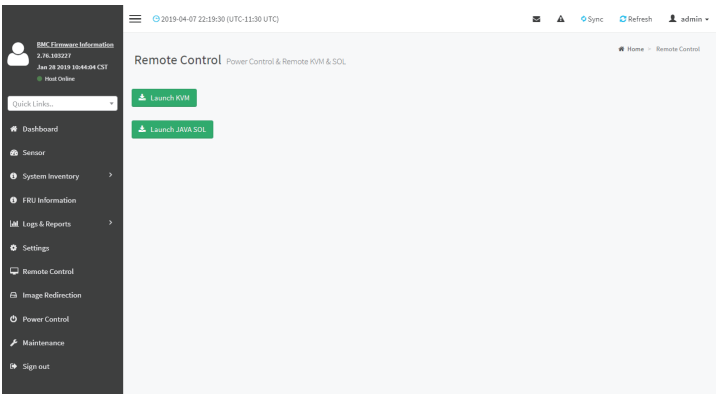 BMC Firmware Information
2.76.103227
Jan 28 2019 10:44:04 CST
Host Online
Quick Links..
Dashboard
Sensor
System Inventory
FRU Information
Logs & Reports
Settings
Remote Control
Image Redirection
Power Control
Maintenance
Sign out
2019-04-07 22:19:30 (UTC-11:30 UTC)
Sync
Refresh
admin
Remote Control Power Control & Remote KVM & SOL
Home
Remote Control
Launch KVM
Launch JAVA SOL